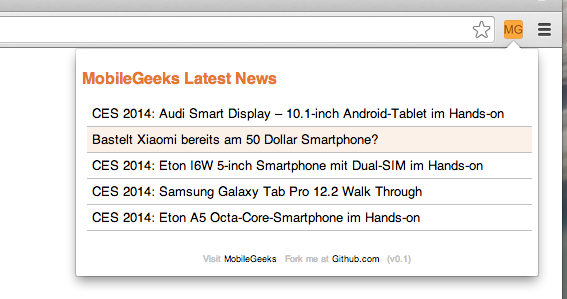 MG
MobileGeeks Latest News
CES 2014: Audi Smart Display – 10.1-inch Android-Tablet im Hands-on
Bastelt Xiaomi bereits am 50 Dollar Smartphone?
CES 2014: Eton I6W 5-inch Smartphone mit Dual-SIM im Hands-on
CES 2014: Samsung Galaxy Tab Pro 12.2 Walk Through
CES 2014: Eton A5 Octa-Core-Smartphone im Hands-on
Visit MobileGeeks Fork me at Github.com (v0.1)